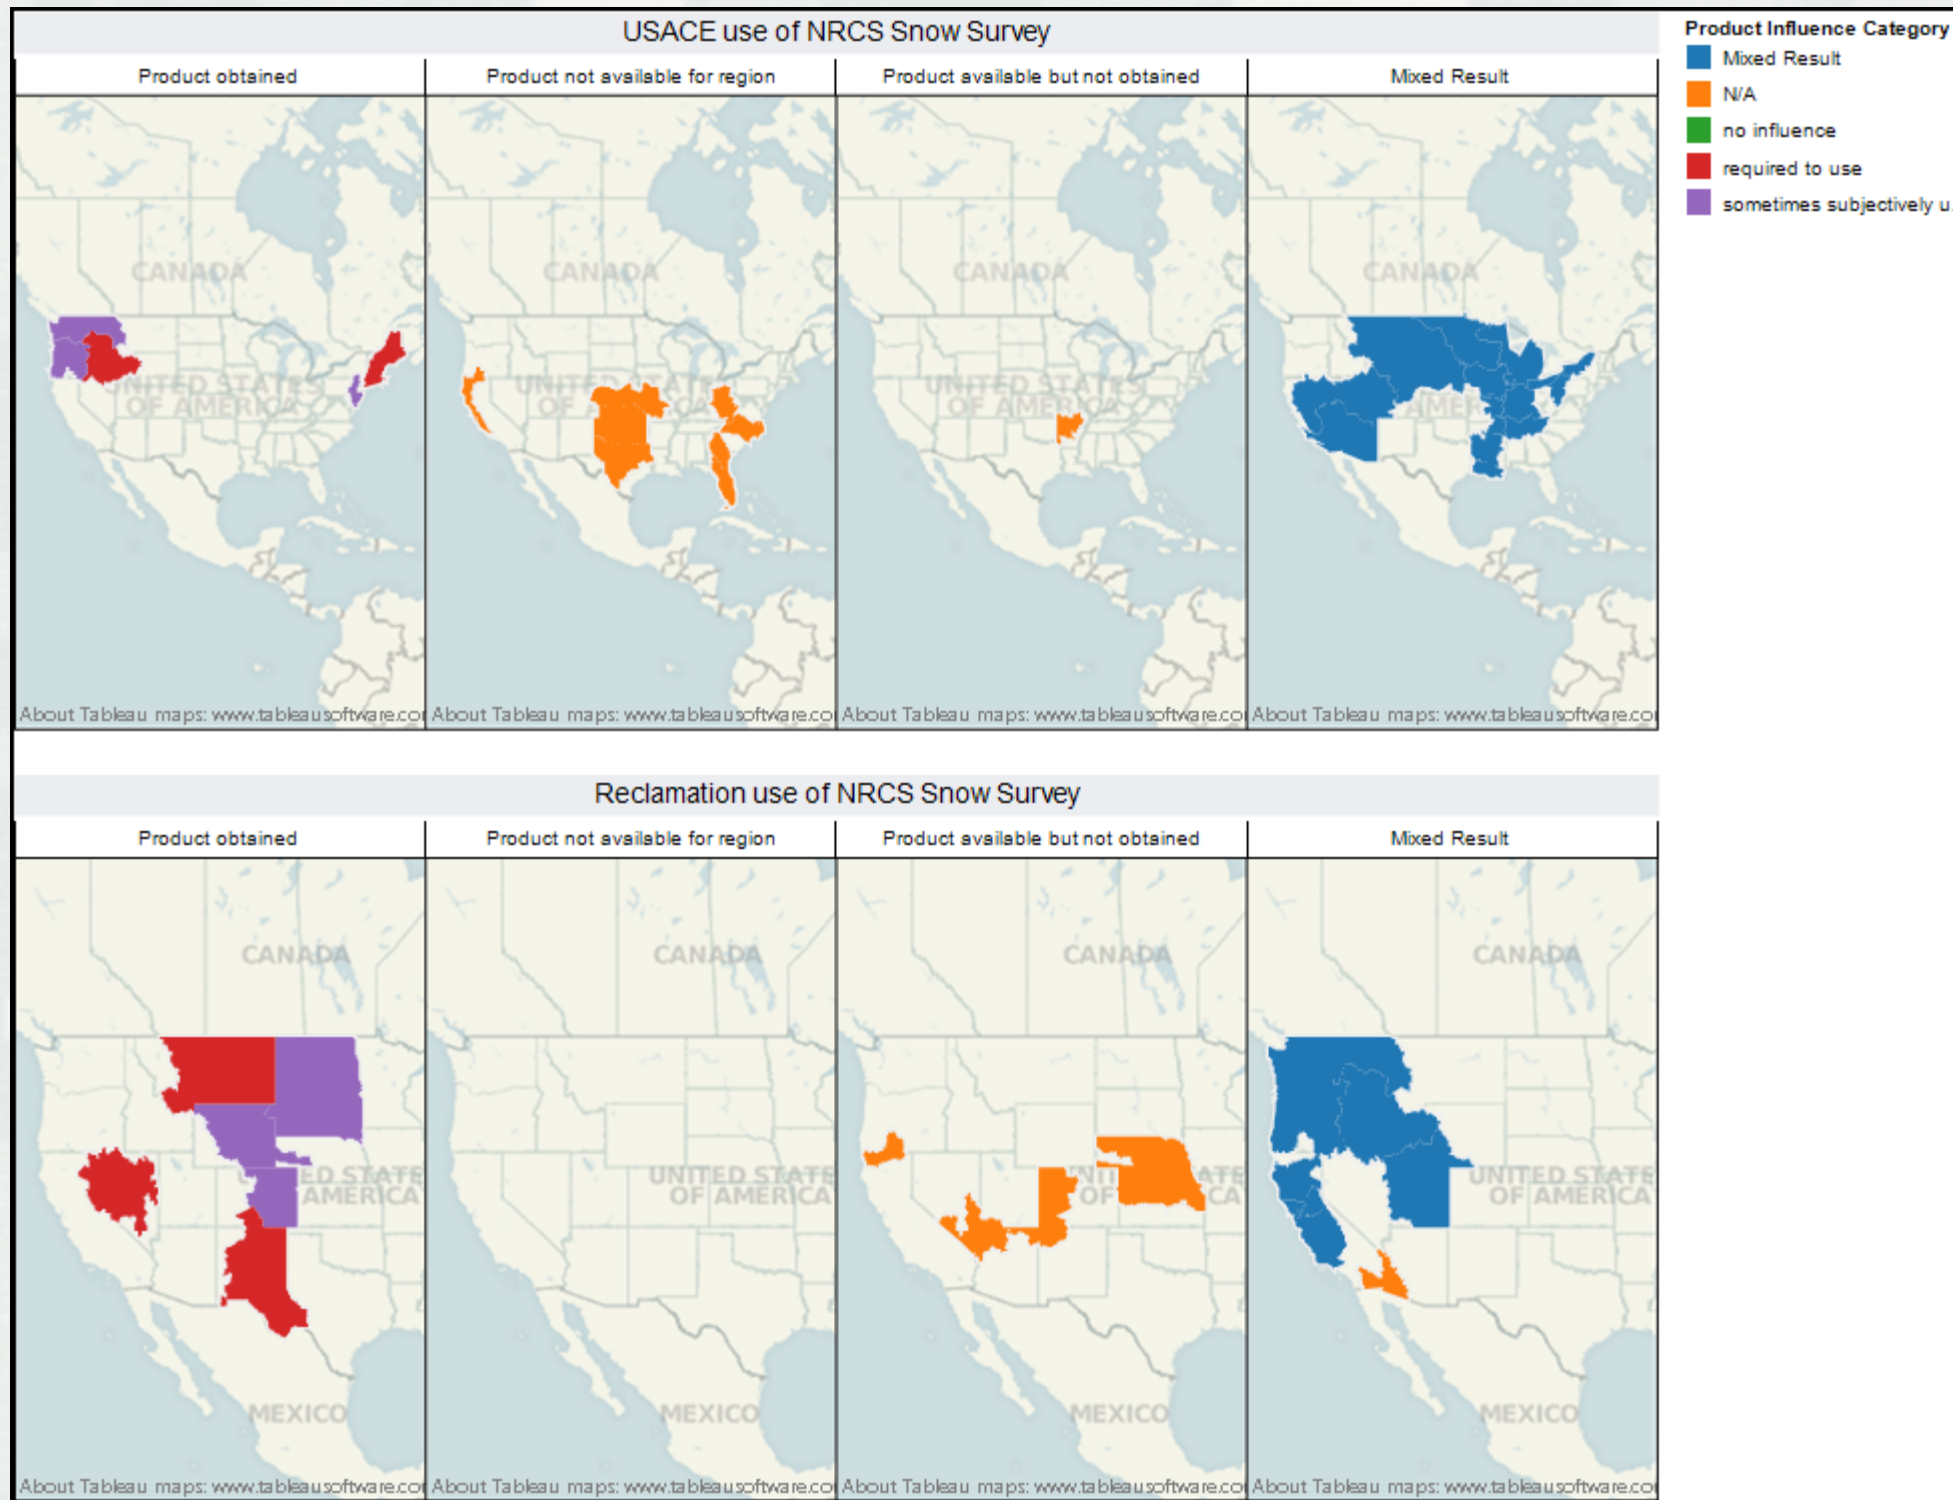 USACE use of NRCS Snow Survey
Product obtained
Product not available for region
Product available but not obtained
Mixed Result
CANADA
CANADA
CANADA
CANADA
UNITED STATES
OF AMERICA
UNITED STATES
OF AMERICA
UNITED STATES
OF AMERICA
AMER
About Tableau maps: www.tableausoftware.co
About Tableau maps: www.tableausoftware.co
About Tableau maps: www.tableausoftware.co
About Tableau maps: www.tableausoftware.co
Product Influence Category
Mixed Result
N/A
no influence
required to use
sometimes subjectively u.
Reclamation use of NRCS Snow Survey
Product obtained
Product not available for region
Product available but not obtained
Mixed Result
CANADA
CANADA
CANADA
CANADA
ED STATE
AMERICA
UNITED STATE
OF AMERICA
UNITED STATE
OF AMERICA
MEXICO
MEXICO
MEXICO
MEXICO
About Tableau maps: www.tableausoftware.co
About Tableau maps: www.tableausoftware.co
About Tableau maps: www.tableausoftware.co
About Tableau maps: www.tableausoftware.co